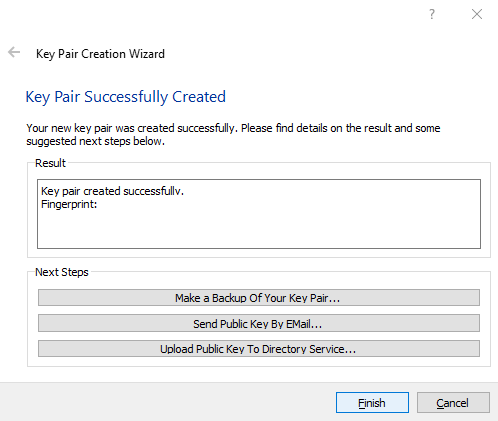 ?
Key Pair Creation Wizard
Key Pair Successfully Created
Your new key pair was created successfully. Please find details on the result and some
suggested next steps below.
Result
Key pair created successfully.
Fingerprint:
Next Steps
Make a Backup Of Your Key Pair...
Send Public Key By EMail...
Upload Public Key To Directory Service...
Finish
Cancel